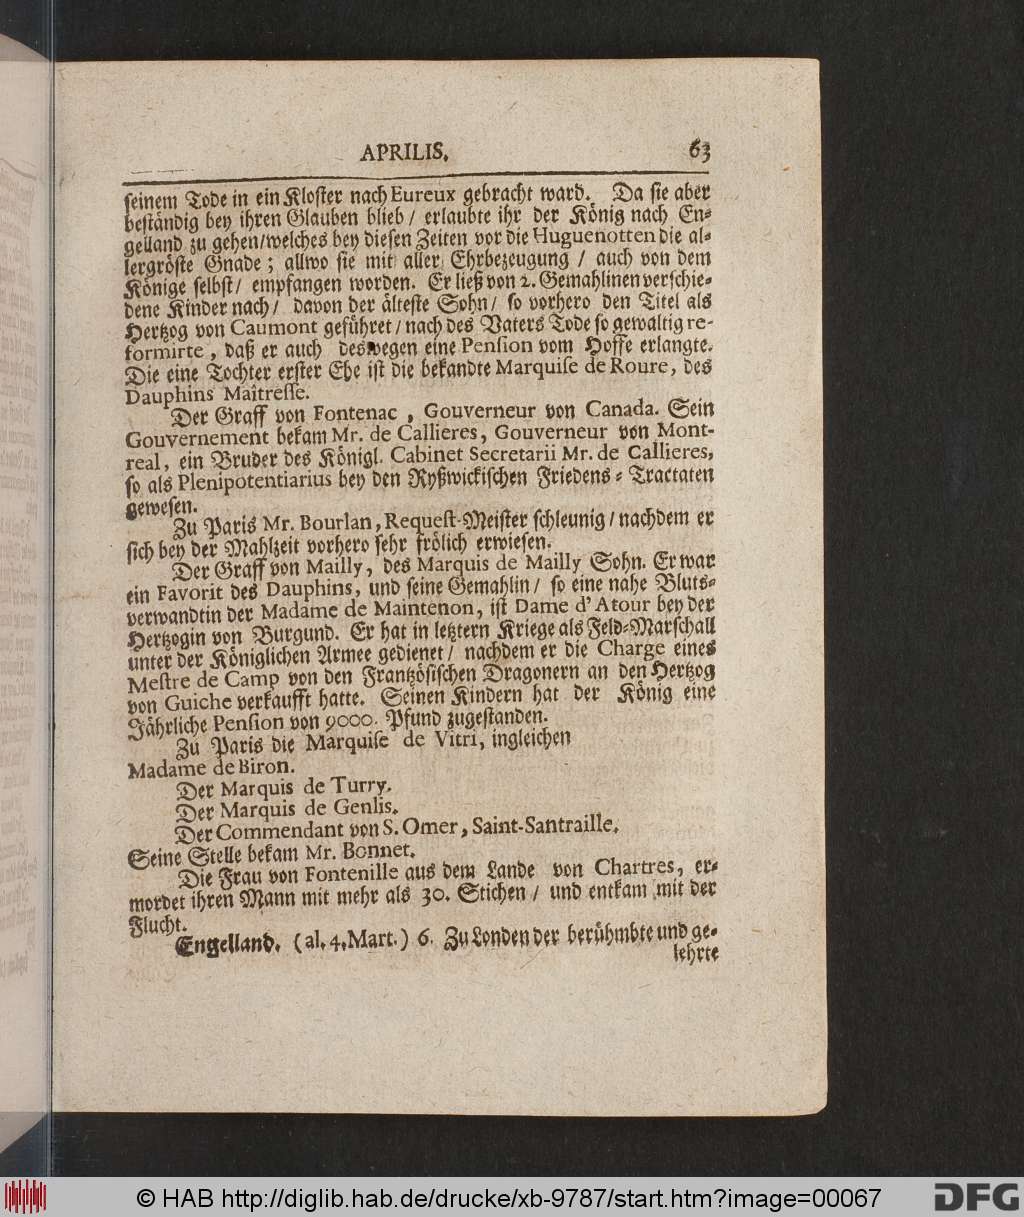 APRILIS. 63
seinem Tode in ein Kloster nach Eureux gebracht ward. Da sie aber
beständig bey ihren Glauben blieb / erlaubte ihr der König nach En-
gelland zu gehen/welches bey diesen Zeiten vor die Huguenotten die al-
lergröste Gnade; allwo sie mit aller Ehrbezeugung / auch von dem
Könige selbst/ empfangen worden. Er ließ von 2. Gemahlinen verschie-
dene Kinder nach/ davon der älteste Sohn/ so vorhero den Titel als
Hertzog von Caumont geführet / nach des Vaters Tode so gewaltig re-
formirte, daß er auch deswegen eine Pension vom Hoffe erlangte.
Die eine Tochter erster Ehe ist die bekandte Marquise de Roure, des
Dauphins Maîtresse.
Der Graff von Fontenac, Gouverneur von Canada. Sein
Gouvernement bekam Mr. de Callieres, Gouverneur von Mont-
real, ein Bruder des Königl. Cabinet Secretarii Mr. de Callieres,
so als Plenipotentiarius bey den Ryßwickischen Friedens-Tractaten
gewesen.
Zu Paris Mr. Bourlan, Request-Meister schleunig / nachdem er
sich bey der Mahlzeit vorhero sehr frölich erwiesen.
Der Graff von Mailly, des Marquis de Mailly Sohn. Er war
ein Favorit des Dauphins, und seine Gemahlin/ so eine nahe Bluts-
verwandtin der Madame de Maintenon, ist Dame d'Atour bey der
Hertzogin von Burgund. Er hat in letztern Kriege als Feld-Marschall
unter der Königlichen Armee gedienet / nachdem er die Charge eines
Mestre de Camp von den Frantzösischen Dragonern an den Hertzog
von Guiche verkaufft hatte. Seinen Kindern hat der König eine
Jährliche Pension von 9000. Pfund zugestanden.
Zu Paris die Marquise de Vitri, ingleichen
Madame de Biron.
Der Marquis de Turry.
Der Marquis de Genlis.
Der Commendant von S. Omer, Saint-Santraille.
Seine Stelle bekam Mr. Bonnet.
Die Frau von Fontenille aus dem Lande von Chartres, er-
mordet ihren Mann mit mehr als 30. Stichen / und entkam mit der
Flucht.
Engelland. (al. 4. Mart.) 6. Zu Londen der berühmbte und ge-
lehrte
© HAB http://diglib.hab.de/drucke/xb-9787/start.htm?image=00067
DFG